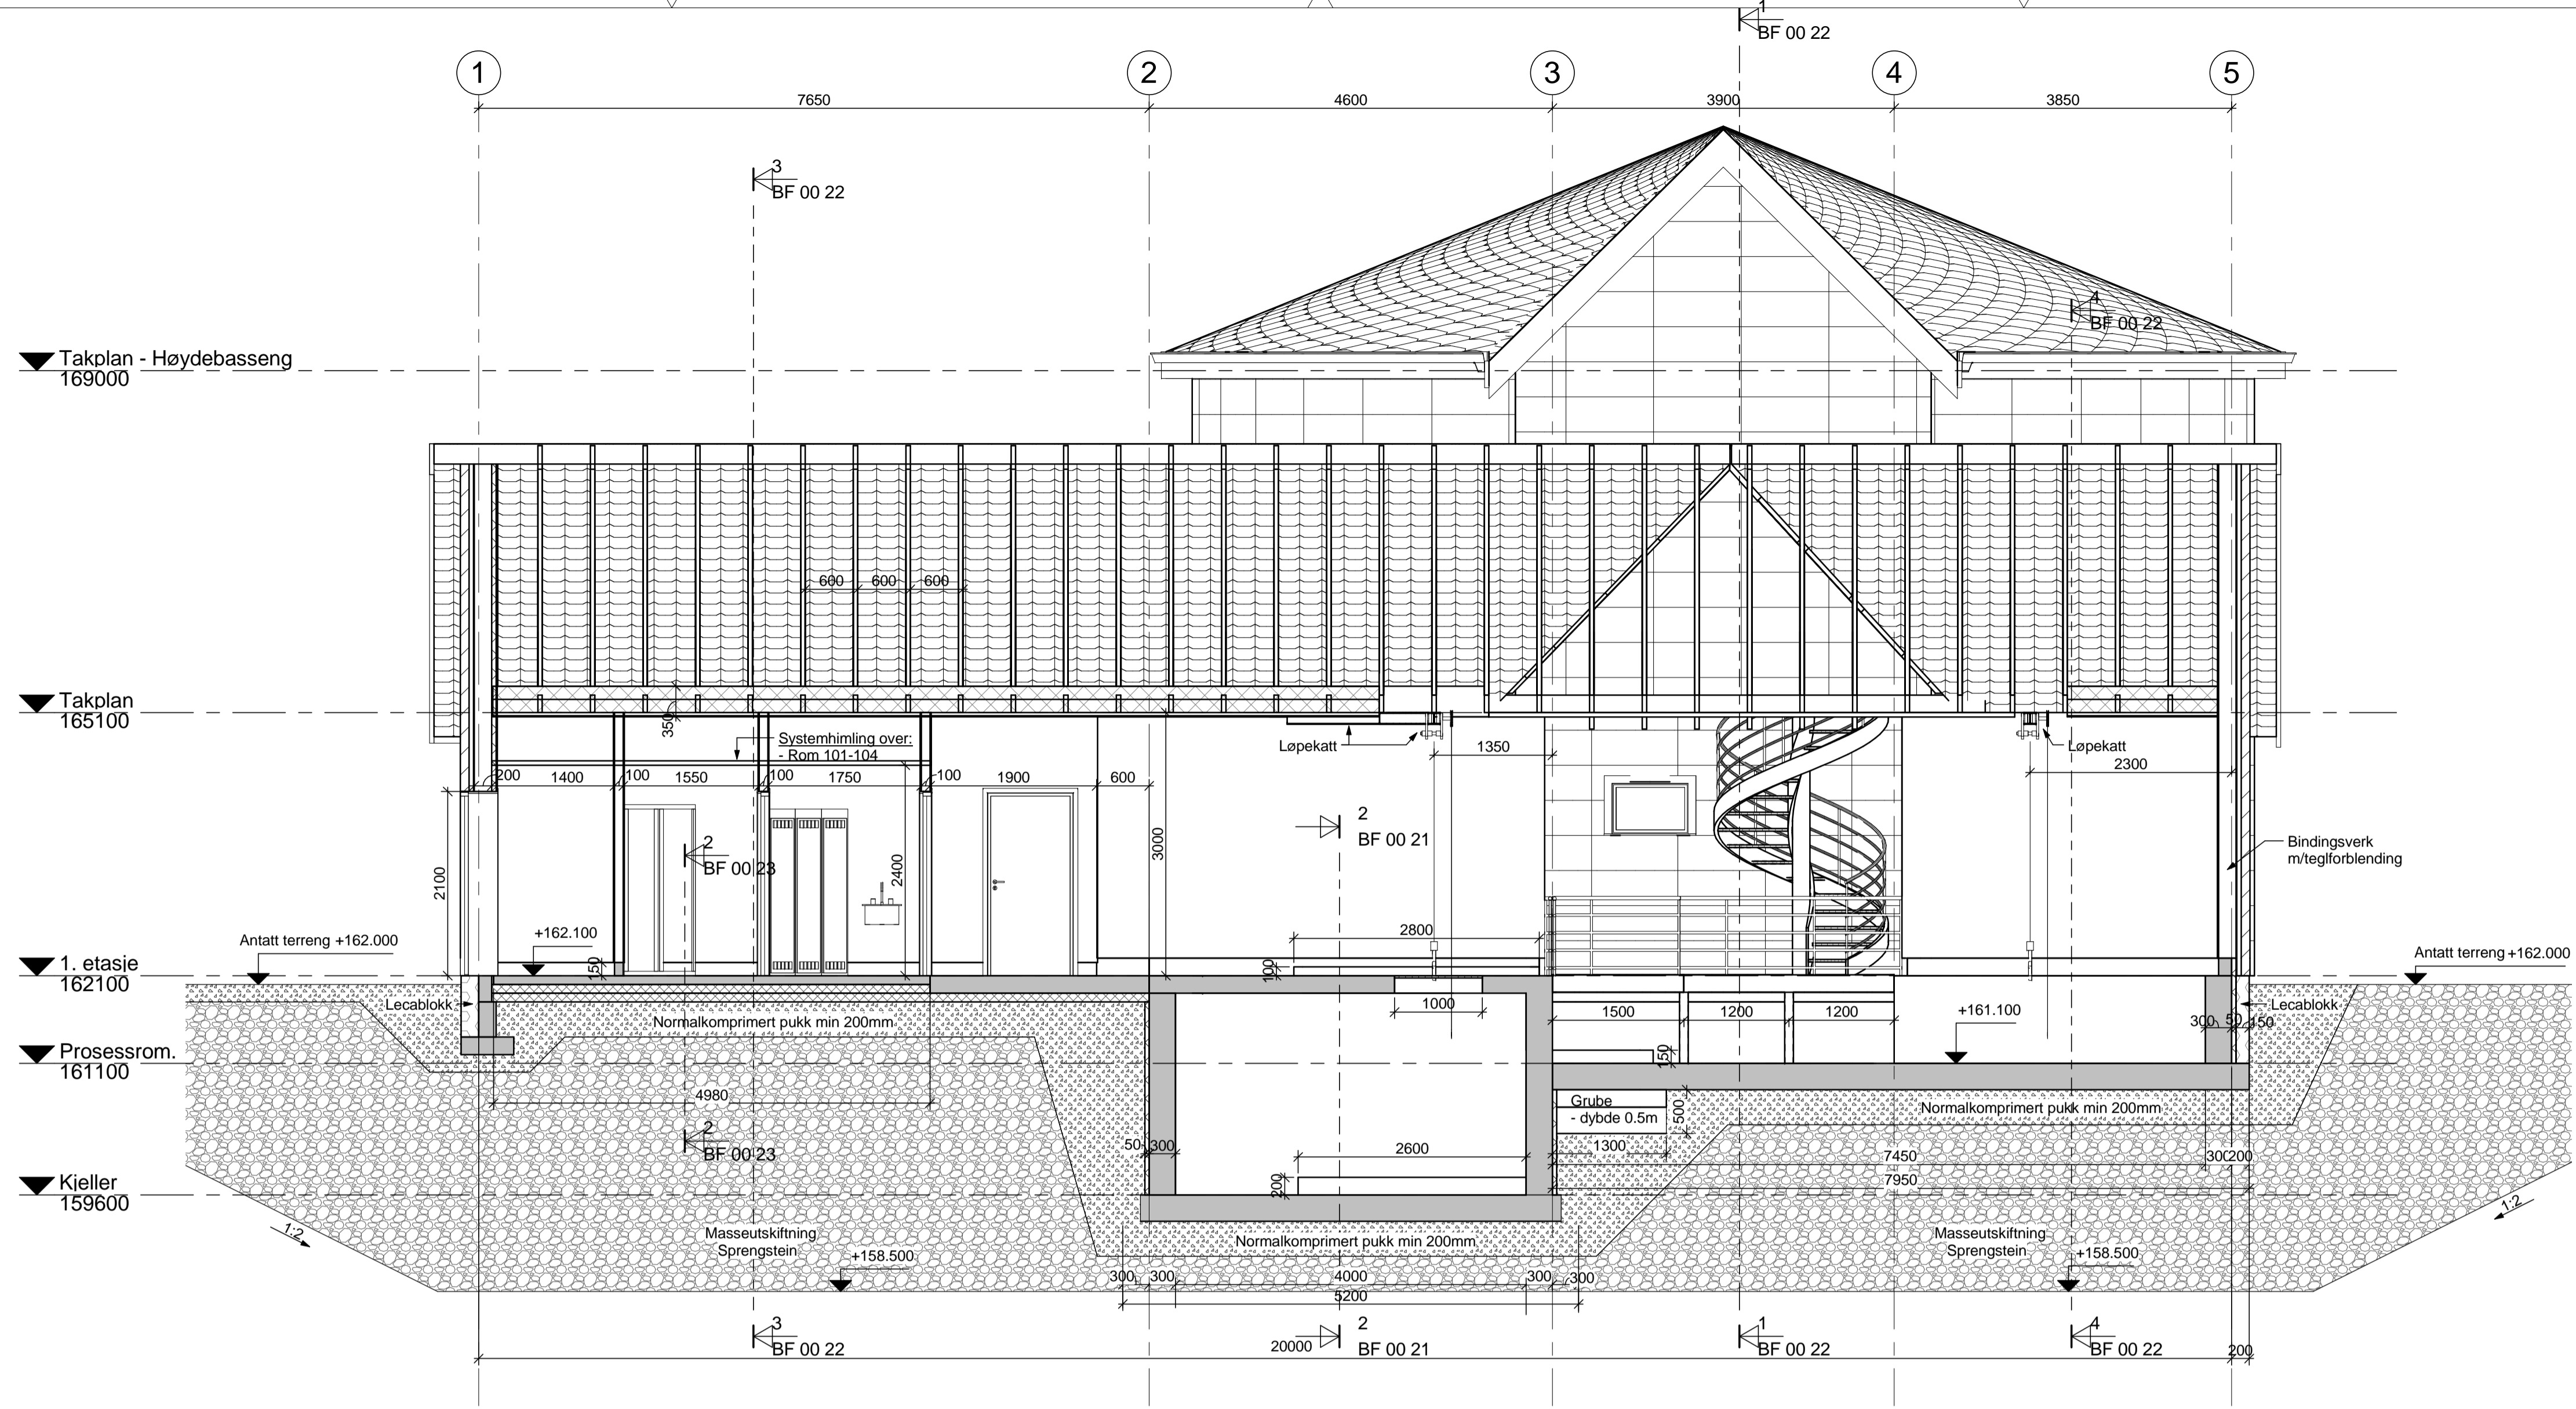 1
BF 00 22
1
2
3
4
5
7650
4600
3900
3850
3
BF 00 22
4
BF 00 22
Takplan - Høydebasseng
169000
600
600
600
Takplan
165100
350
Systemhimling over:
- Rom 101-104
Løpekatt
1350
Løpekatt
2300
200
1400
100
1550
100
1750
100
1900
600
2
BF 00 21
2
BF 00 23
3000
2400
2100
Bindingsverk
m/teglforblending
Antatt terreng +162.000
+162.100
2800
Antatt terreng +162.000
1. etasje
162100
150
100
Lecablokk
1000
1500
1200
1200
+161.100
Lecablokk
Normalkomprimert pukk min 200mm
300
50
150
Prosessrom.
161100
150
4980
Grube
- dybde 0.5m
500
Normalkomprimert pukk min 200mm
2
BF 00 23
50
300
2600
1300
7450
300
200
Kjeller
159600
200
7950
1:2
Masseutskiftning
Sprengstein
+158.500
Normalkomprimert pukk min 200mm
Masseutskiftning
Sprengstein
+158.500
1:2
300
300
4000
300
300
5200
3
BF 00 22
20000
2
BF 00 21
1
BF 00 22
4
BF 00 22
200